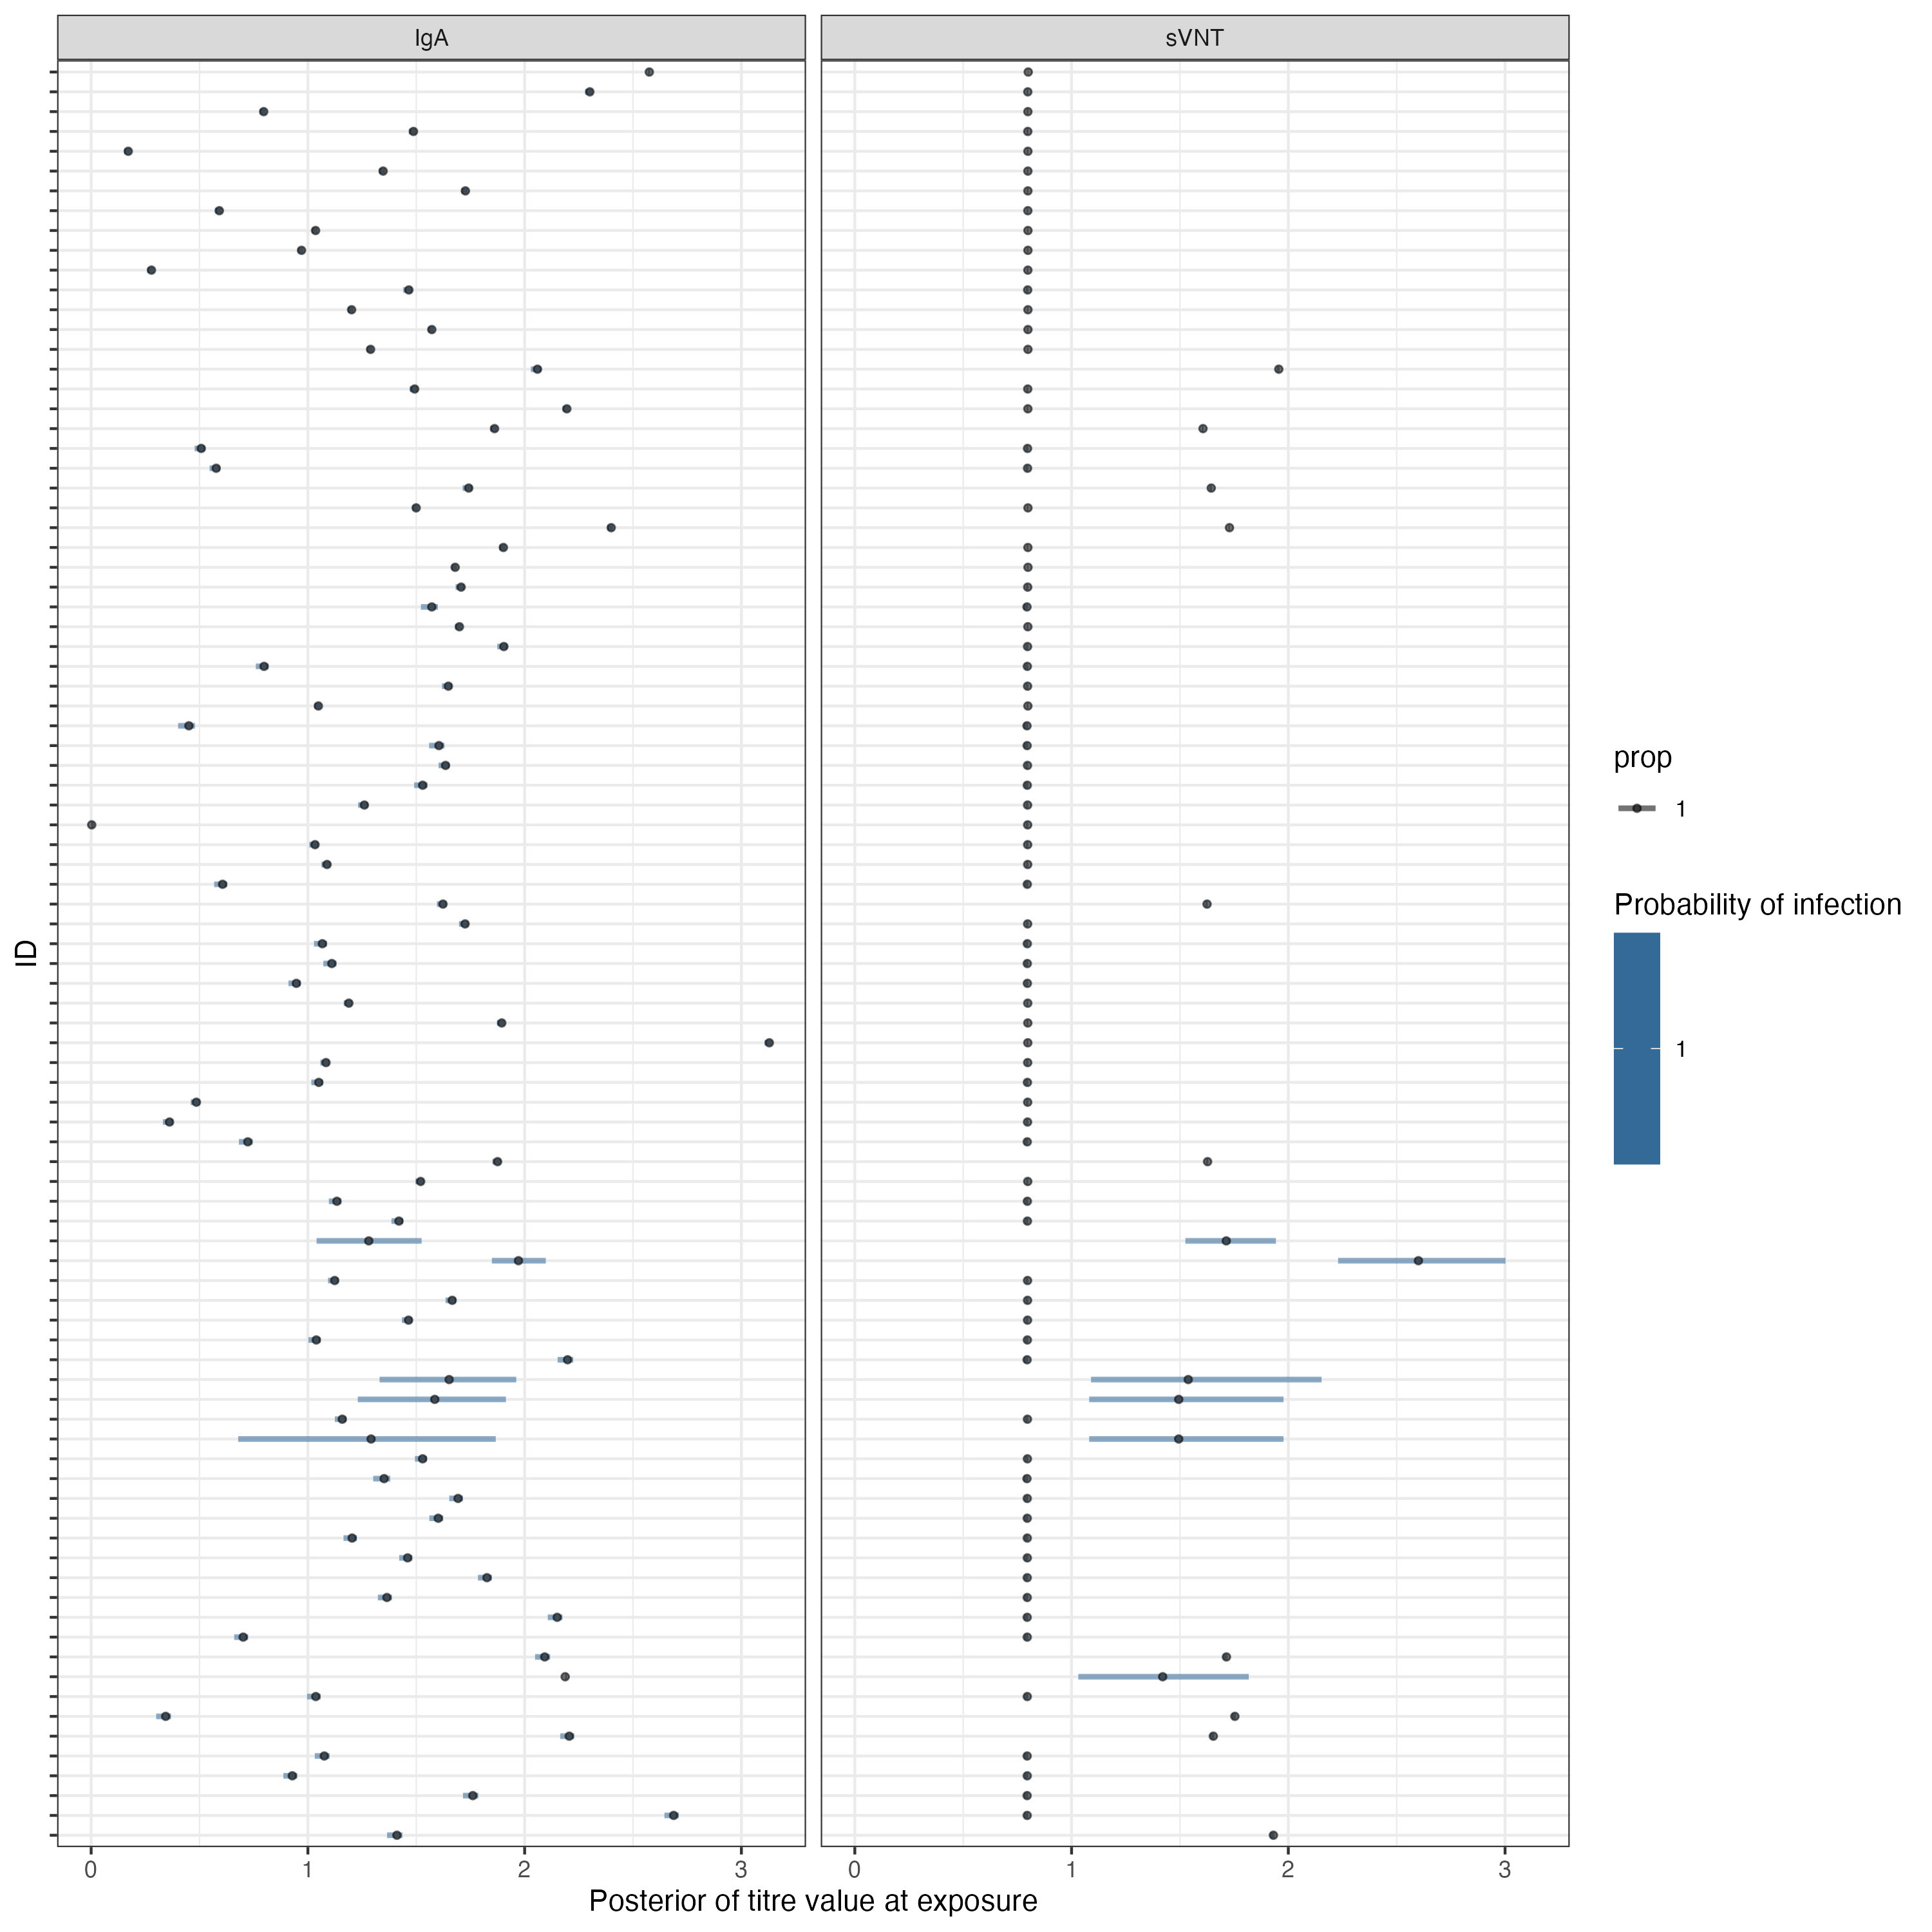 IgA
sVNT
ID
0
1
2
3
0
1
2
3
Posterior of titre value at exposure
prop
1
Probability of infection
1